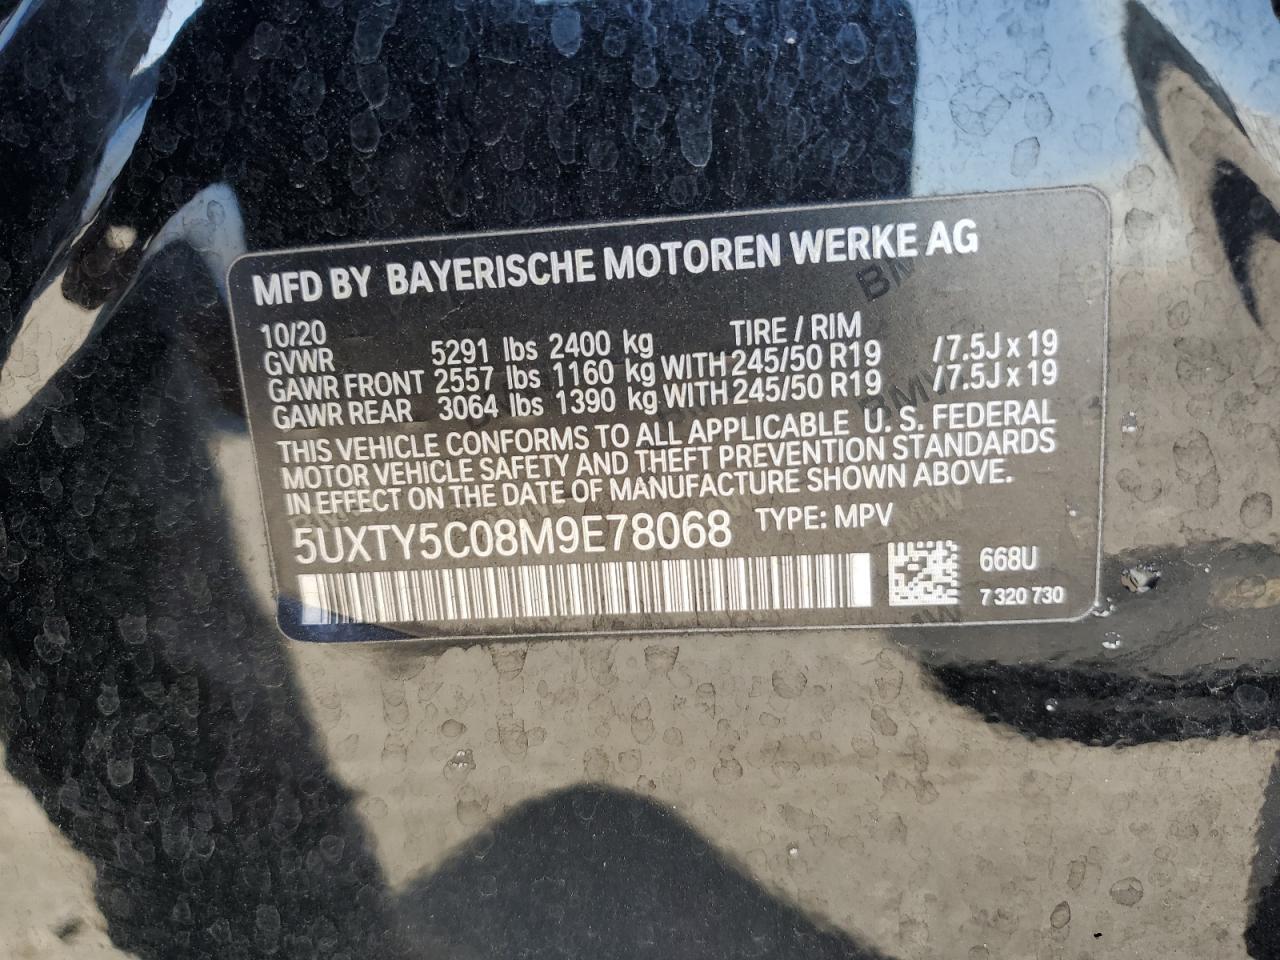 MFD BY BAYERISCHE MOTOREN WERKE AG
10/20 TIRE / RIM
GVWR 5291 lbs 2400 kg
GAWR FRONT 2557 lbs 1160 kg WITH 245/50 R19 /7.5J x 19
GAWR REAR 3064 lbs 1390 kg WITH 245/50 R19 /7.5J x 19
THIS VEHICLE CONFORMS TO ALL APPLICABLE U. S. FEDERAL
MOTOR VEHICLE SAFETY AND THEFT PREVENTION STANDARDS
IN EFFECT ON THE DATE OF MANUFACTURE SHOWN ABOVE.
5UXTY5C08M9E78068 TYPE: MPV
668U
7 320 730